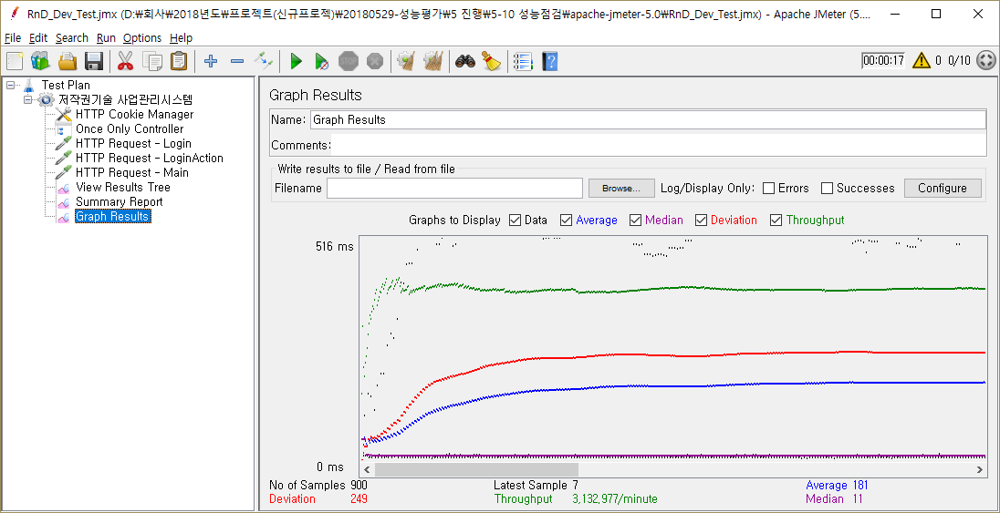 RnD_Dev_Test.jmx (D:₩회사₩2018년도₩프로젝트(신규프로젝)₩20180529-성능평가₩5 진행₩5-10 성능점검₩apache-jmeter-5.0₩RnD_Dev_Test.jmx) - Apache JMeter (5....
File Edit Search Run Options Help
00:00:17 0 0/10
Test Plan
저작권기술 사업관리시스템
HTTP Cookie Manager
Once Only Controller
HTTP Request - Login
HTTP Request - LoginAction
HTTP Request - Main
View Results Tree
Summary Report
Graph Results
Graph Results
Name: Graph Results
Comments:
Write results to file / Read from file
Filename Browse... Log/Display Only: Errors Successes Configure
Graphs to Display Data Average Median Deviation Throughput
516 ms
0 ms
No of Samples 900 Latest Sample 7 Average 181
Deviation 249 Throughput 3,132,977/minute Median 11